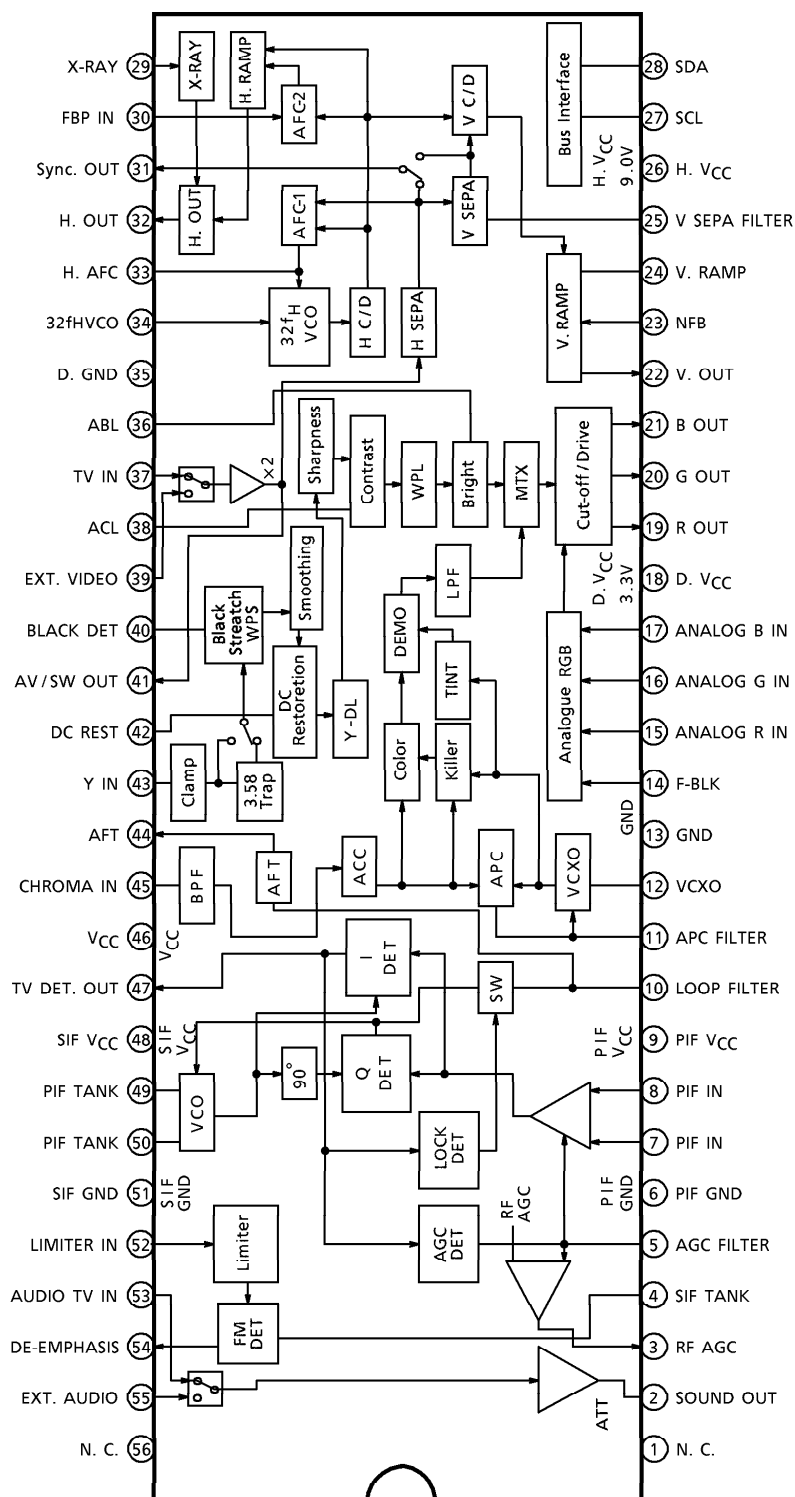 X-RAY 29
FBP IN 30
Sync. OUT 31
H. OUT 32
H. AFC 33
32fHVCO 34
D. GND 35
ABL 36
TV IN 37
ACL 38
EXT. VIDEO 39
BLACK DET 40
AV/SW OUT 41
DC REST 42
Y IN 43
AFT 44
CHROMA IN 45
VCC 46
TV DET. OUT 47
SIF VCC 48
PIF TANK 49
PIF TANK 50
SIF GND 51
LIMITER IN 52
AUDIO TV IN 53
DE-EMPHASIS 54
EXT. AUDIO 55
N. C. 56
X-RAY
H. RAMP
AFC-2
V C/D
Bus Interface
H. VCC
9.0V
H. OUT
AFC-1
V SEPA
32fH
VCO
H C/D
H SEPA
V. RAMP
×2
Sharpness
Contrast
WPL
Bright
MTX
Cut-off/Drive
Smoothing
LPF
D. VCC
3.3V
Black
Streatch
WPS
DEMO
TINT
DC
Restoretion
Y-DL
Analogue RGB
Color
Killer
Clamp
3.58
Trap
GND
BPF
AFT
ACC
APC
VCXO
VCC
I
DET
SW
SIF
VCC
PIF
VCC
VCO
90°
Q
DET
LOCK
DET
SIF
GND
RF
AGC
PIF
GND
Limiter
AGC
DET
FM
DET
ATT
28 SDA
27 SCL
26 H. VCC
25 V SEPA FILTER
24 V. RAMP
23 NFB
22 V. OUT
21 B OUT
20 G OUT
19 R OUT
18 D. VCC
17 ANALOG B IN
16 ANALOG G IN
15 ANALOG R IN
14 F-BLK
13 GND
12 VCXO
11 APC FILTER
10 LOOP FILTER
9 PIF VCC
8 PIF IN
7 PIF IN
6 PIF GND
5 AGC FILTER
4 SIF TANK
3 RF AGC
2 SOUND OUT
1 N. C.